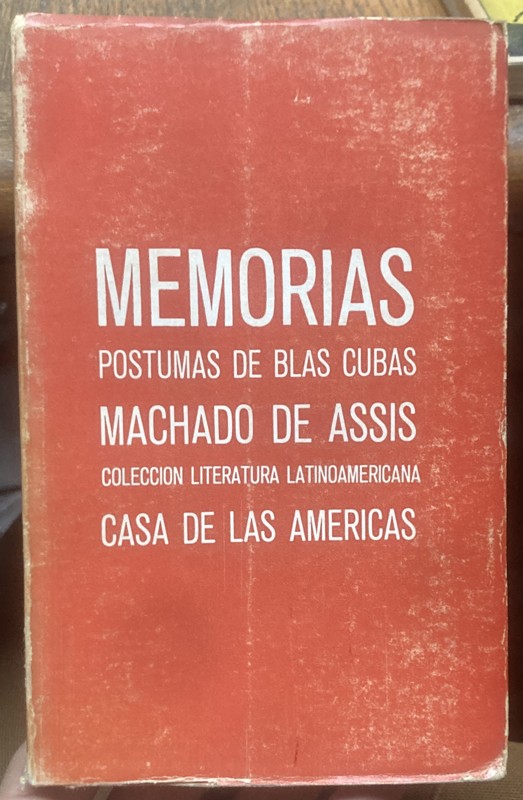 MEMORIAS
POSTUMAS DE BLAS CUBAS
MACHADO DE ASSIS
COLECCION LITERATURA LATINOAMERICANA
CASA DE LAS AMERICAS